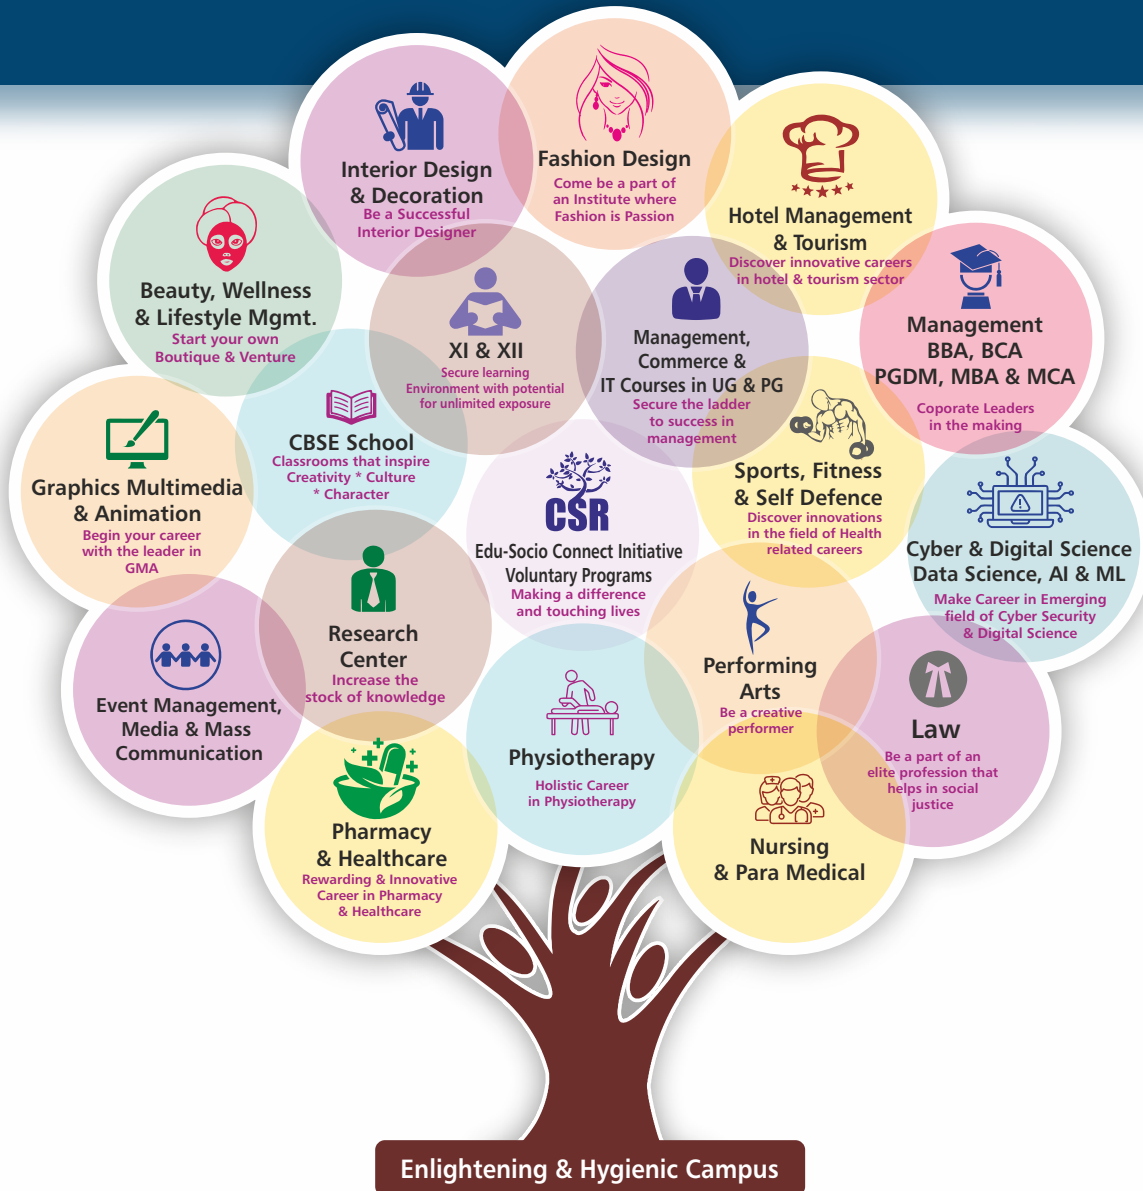 Interior Design
& Decoration
Be a Successful
Interior Designer
Fashion Design
Come be a part of
an Institute where
Fashion is Passion
Hotel Management
& Tourism
Discover innovative careers
in hotel & tourism sector
Beauty, Wellness
& Lifestyle Mgmt.
Start your own
Boutique & Venture
XI & XII
Secure learning
Environment with potential
for unlimited exposure
Management,
Commerce &
IT Courses in UG & PG
Secure the ladder
to success in
management
Management
BBA, BCA
PGDM, MBA & MCA
Coporate Leaders
in the making
Graphics Multimedia
& Animation
Begin your career
with the leader in
GMA
CBSE School
Classrooms that inspire
Creativity * Culture
* Character
CSR
Edu-Socio Connect Initiative
Voluntary Programs
Making a difference
and touching lives
Sports, Fitness
& Self Defence
Discover innovations
in the field of Health
related careers
Cyber & Digital Science
Data Science, AI & ML
Make Career in Emerging
field of Cyber Security
& Digital Science
Event Management,
Media & Mass
Communication
Research
Center
Increase the
stock of knowledge
Performing
Arts
Be a creative
performer
Law
Be a part of an
elite profession that
helps in social
justice
Pharmacy
& Healthcare
Rewarding & Innovative
Career in Pharmacy
& Healthcare
Physiotherapy
Holistic Career
in Physiotherapy
Nursing
& Para Medical
Enlightening & Hygienic Campus